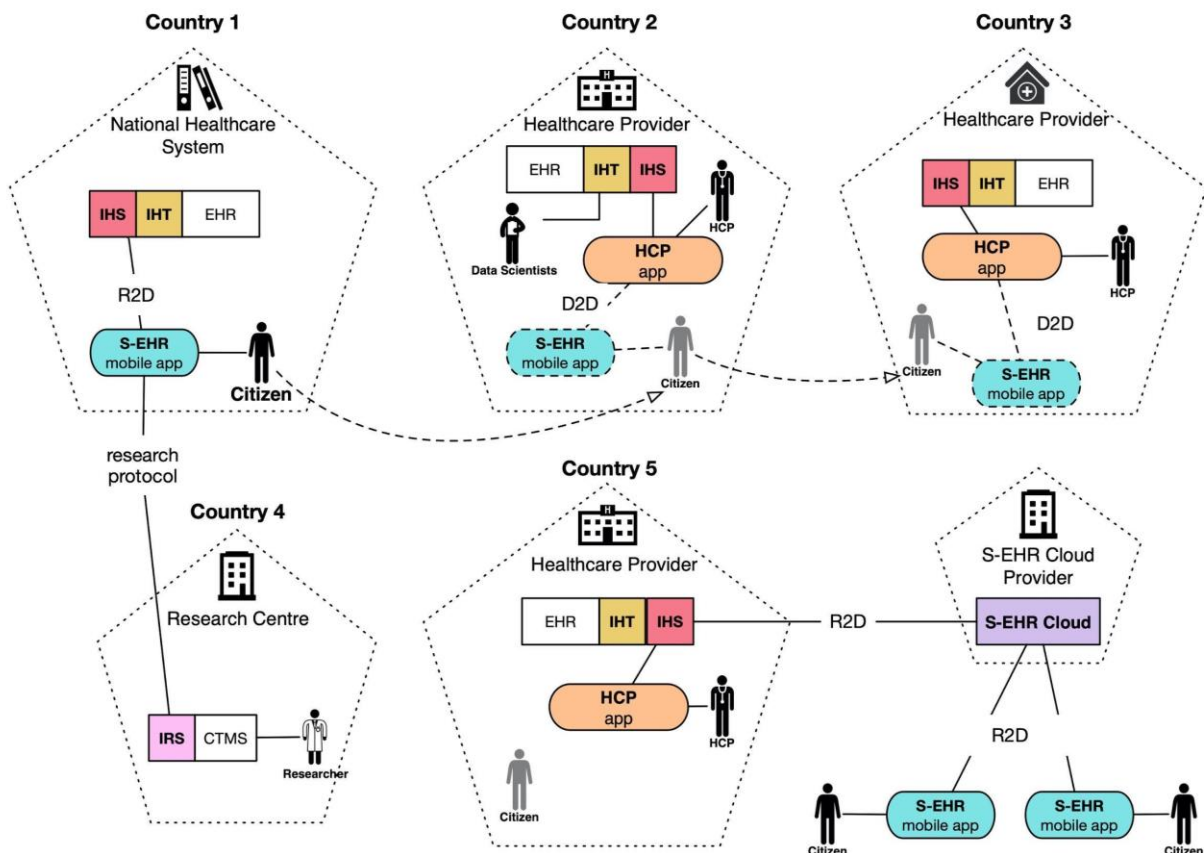 Country 1
National Healthcare
System
IHS
IHT
EHR
R2D
S-EHR
mobile app
Citizen
research
protocol
Country 2
H
Healthcare Provider
EHR
IHT
IHS
Data Scientists
HCP
HCP
app
D2D
S-EHR
mobile app
Citizen
Country 3
Healthcare Provider
IHS
IHT
EHR
HCP
app
HCP
D2D
Citizen
S-EHR
mobile app
Country 4
Research Centre
IRS
CTMS
Researcher
Country 5
H
Healthcare Provider
EHR
IHT
IHS
HCP
app
HCP
Citizen
R2D
S-EHR Cloud
Provider
S-EHR Cloud
R2D
Citizen
S-EHR
mobile app
S-EHR
mobile app
Citizen